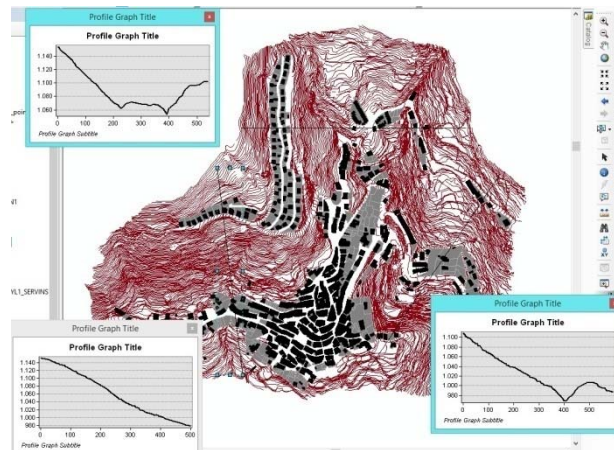 Profile Graph Title
Profile Graph Title
1.140
1.120
1.100
1.080
1.060
0 100 200 300 400 500
Profile Graph Subtitle
Catalog
_point
N1
YL1_SERVINS
Profile Graph Title
Profile Graph Title
1.140
1.120
1.100
1.080
1.060
1.040
1.020
1.000
980
0 100 200 300 400 500
Profile Graph Subtitle
Profile Graph Title
Profile Graph Title
1.100
1.080
1.060
1.040
1.020
1.000
980
0 100 200 300 400 500
Profile Graph Subtitle